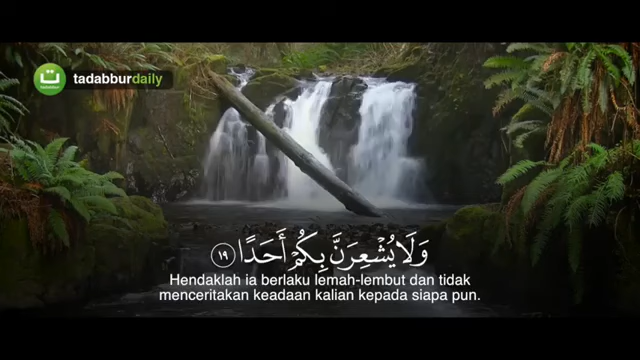 tadabburdaily
وَلَا يُشْعِرَنَّ بِكُمْ أَحَدًا ١٩
Hendaklah ia berlaku lemah-lembut dan tidak
menceritakan keadaan kalian kepada siapa pun.